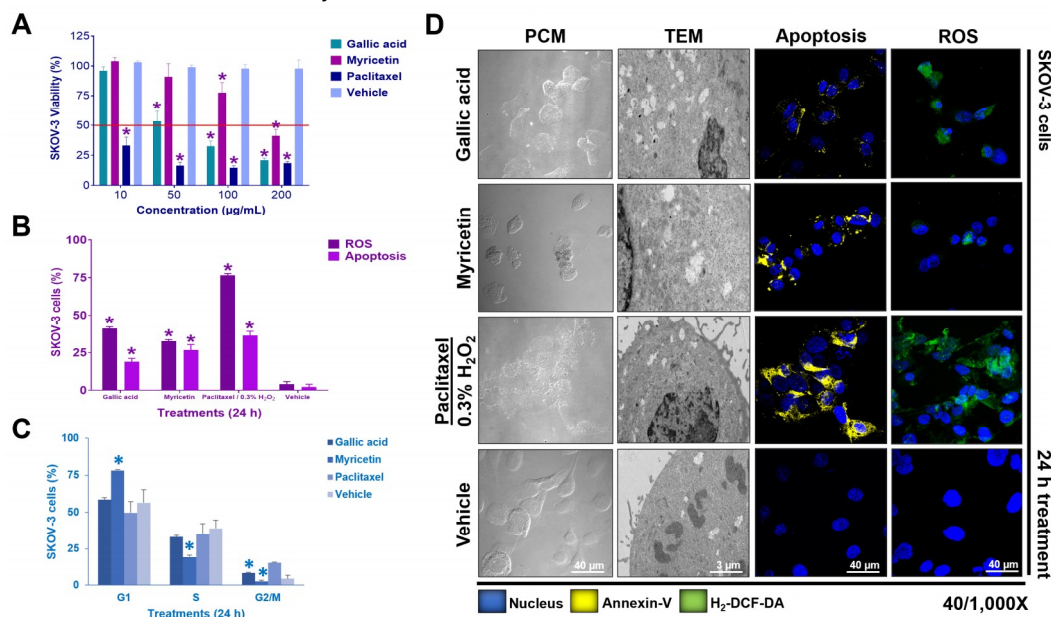 A
SKOV-3 Viability (%)
125
100
75
50
25
0
* * * * * * * * *
10 50 100 200
Concentration (µg/mL)
Gallic acid
Myricetin
Paclitaxel
Vehicle
B
SKOV-3 cells (%)
100
75
50
25
0
* * * * * *
Gallic acid Myricetin Paclitaxel / 0.3% H₂O₂ Vehicle
Treatments (24 h)
ROS
Apoptosis
C
SKOV-3 cells (%)
100
75
50
25
0
* * * *
G1 S G2/M
Treatments (24 h)
Gallic acid
Myricetin
Paclitaxel
Vehicle
D
PCM TEM Apoptosis ROS
Gallic acid
Myricetin
Paclitaxel
0.3% H₂O₂
Vehicle
SKOV-3 cells
24 h treatment
40 µm 3 µm 40 µm 40 µm
Nucleus Annexin-V H₂-DCF-DA 40/1,000X